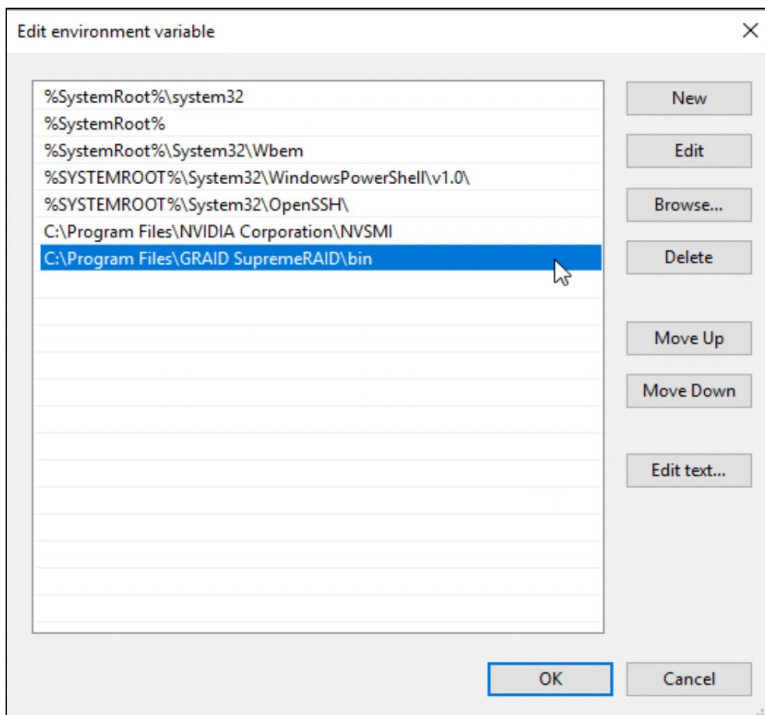 Edit environment variable
%SystemRoot%\system32
%SystemRoot%
%SystemRoot%\System32\Wbem
%SYSTEMROOT%\System32\WindowsPowerShell\v1.0\
%SYSTEMROOT%\System32\OpenSSH\
C:\Program Files\NVIDIA Corporation\NVSMI
C:\Program Files\GRAID SupremeRAID\bin
New
Edit
Browse...
Delete
Move Up
Move Down
Edit text...
OK
Cancel